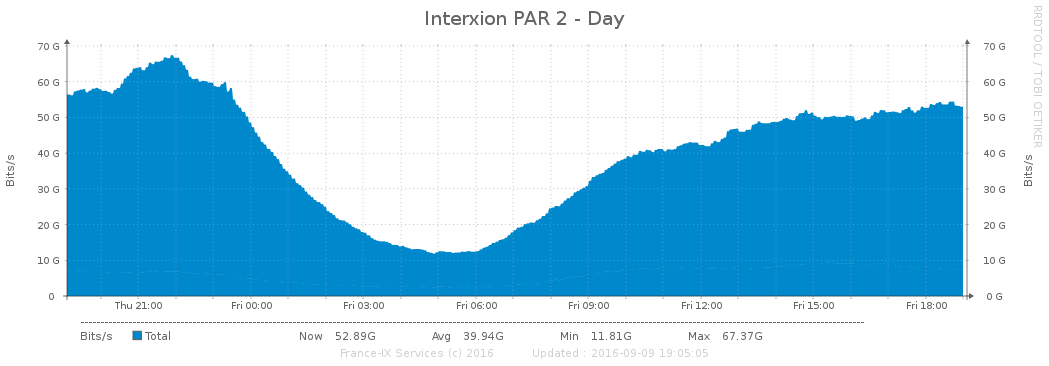 Interxion PAR 2 - Day
RRDTOOL / TOBI OETIKER
Bits/s
70 G
60 G
50 G
40 G
30 G
20 G
10 G
0
70 G
60 G
50 G
40 G
30 G
20 G
10 G
0 G
Bits/s
Thu 21:00 Fri 00:00 Fri 03:00 Fri 06:00 Fri 09:00 Fri 12:00 Fri 15:00 Fri 18:00
Bits/s Total Now 52.89G Avg 39.94G Min 11.81G Max 67.37G
France-IX Services (c) 2016 Updated : 2016-09-09 19:05:05